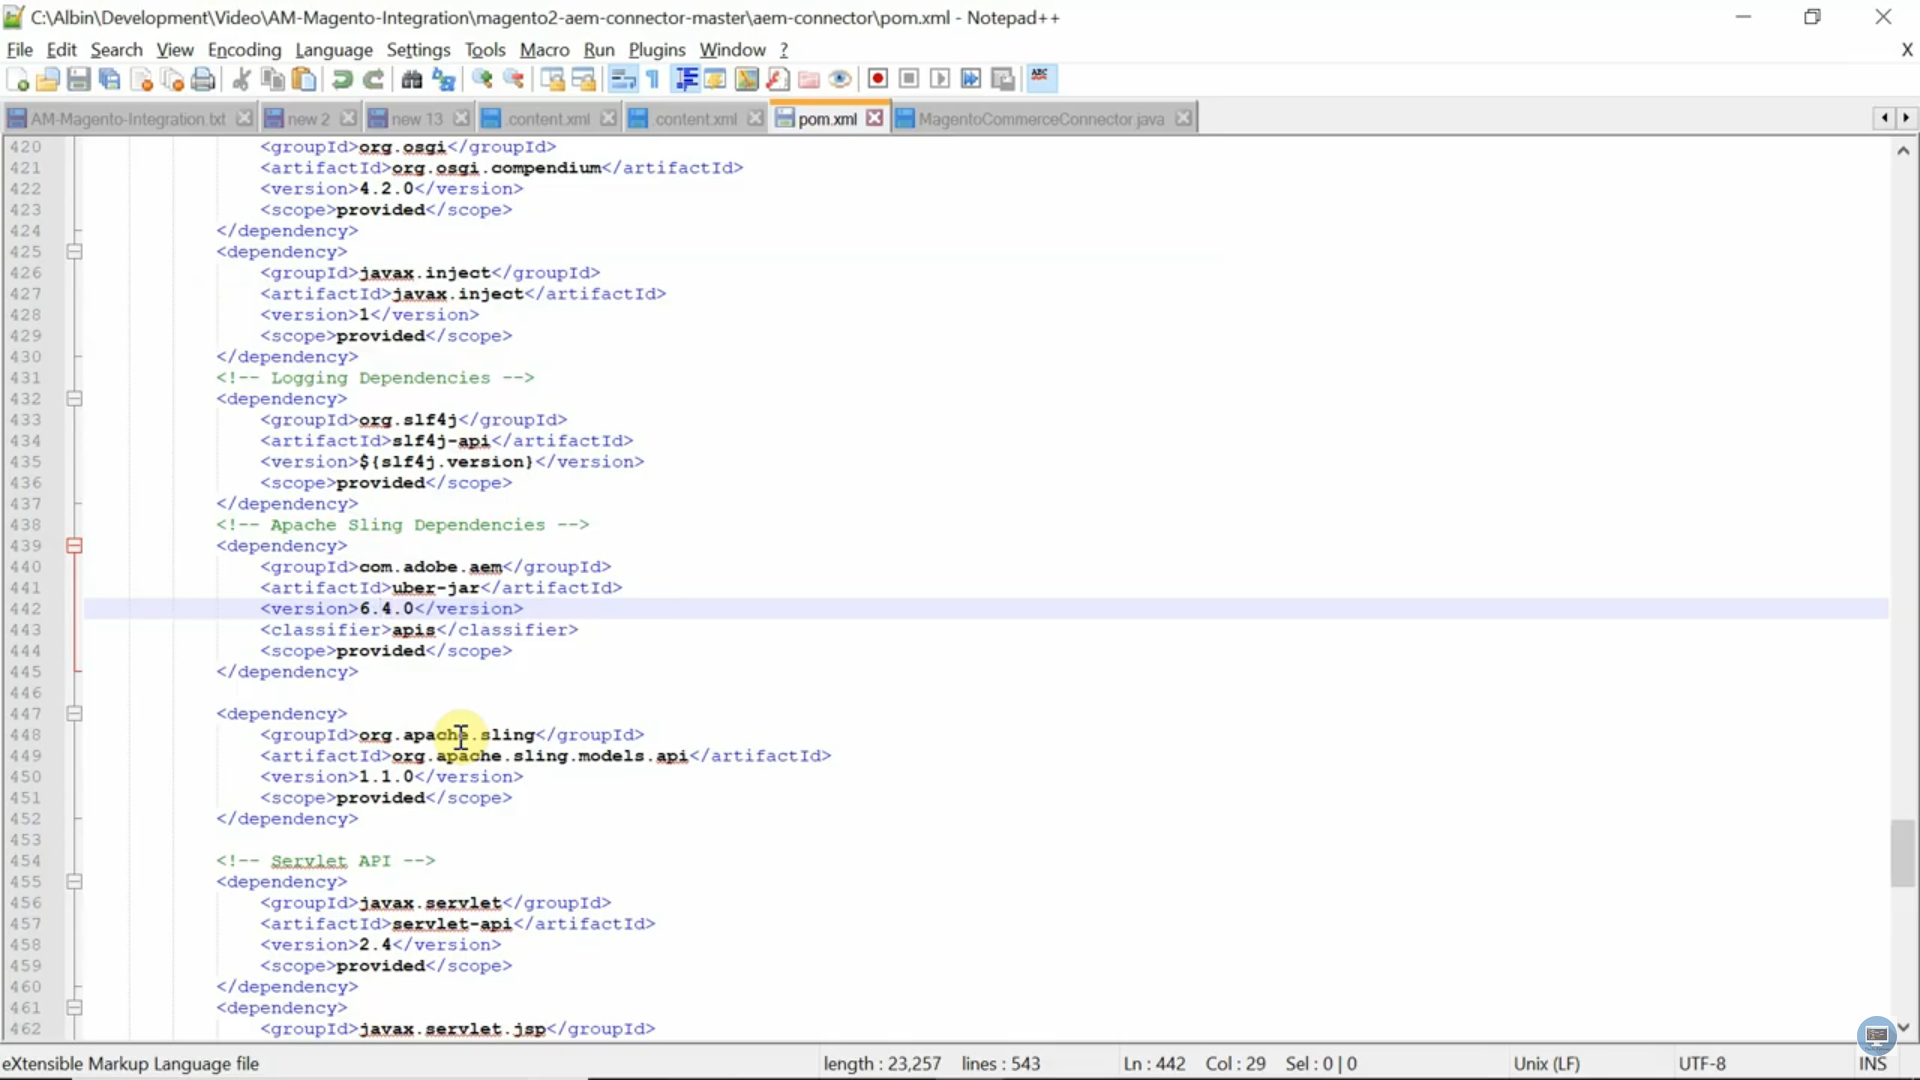 C:\Albin\Development\Video\AM-Magento-Integration\magento2-aem-connector-master\aem-connector\pom.xml - Notepad++
File Edit Search View Encoding Language Settings Tools Macro Run Plugins Window ? X
ABC
AM-Magento-Integration.txt new 2 new 13 .content.xml .content.xml pom.xml MagentoCommerceConnector.java
420 <groupId>org.osgi</groupId>
421 <artifactId>org.osgi.compendium</artifactId>
422 <version>4.2.0</version>
423 <scope>provided</scope>
424 </dependency>
425 <dependency>
426 <groupId>javax.inject</groupId>
427 <artifactId>javax.inject</artifactId>
428 <version>1</version>
429 <scope>provided</scope>
430 </dependency>
431 <!-- Logging Dependencies -->
432 <dependency>
433 <groupId>org.slf4j</groupId>
434 <artifactId>slf4j-api</artifactId>
435 <version>${slf4j.version}</version>
436 <scope>provided</scope>
437 </dependency>
438 <!-- Apache Sling Dependencies -->
439 <dependency>
440 <groupId>com.adobe.aem</groupId>
441 <artifactId>uber-jar</artifactId>
442 <version>6.4.0</version>
443 <classifier>apis</classifier>
444 <scope>provided</scope>
445 </dependency>
446
447 <dependency>
448 <groupId>org.apache.sling</groupId>
449 <artifactId>org.apache.sling.models.api</artifactId>
450 <version>1.1.0</version>
451 <scope>provided</scope>
452 </dependency>
453
454 <!-- Servlet API -->
455 <dependency>
456 <groupId>javax.servlet</groupId>
457 <artifactId>servlet-api</artifactId>
458 <version>2.4</version>
459 <scope>provided</scope>
460 </dependency>
461 <dependency>
462 <groupId>javax.servlet.jsp</groupId>
eXtensible Markup Language file length : 23,257 lines : 543 Ln : 442 Col : 29 Sel : 0 | 0 Unix (LF) UTF-8 INS